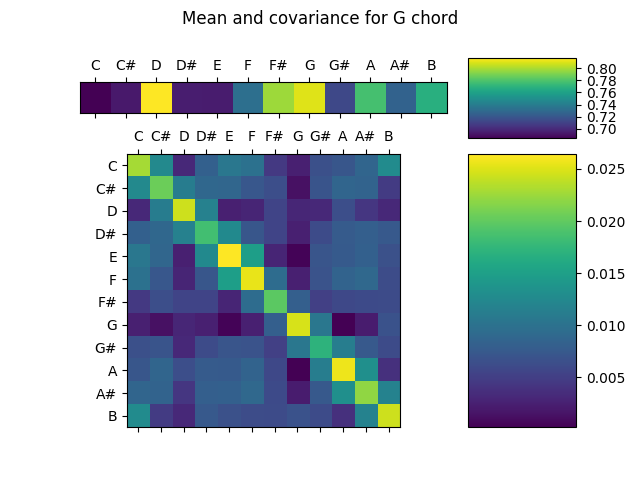 Mean and covariance for G chord
C C# D D# E F F# G G# A A# B
0.80
0.78
0.76
0.74
0.72
0.70
C C# D D# E F F# G G# A A# B
C
C#
D
D#
E
F
F#
G
G#
A
A#
B
0.025
0.020
0.015
0.010
0.005